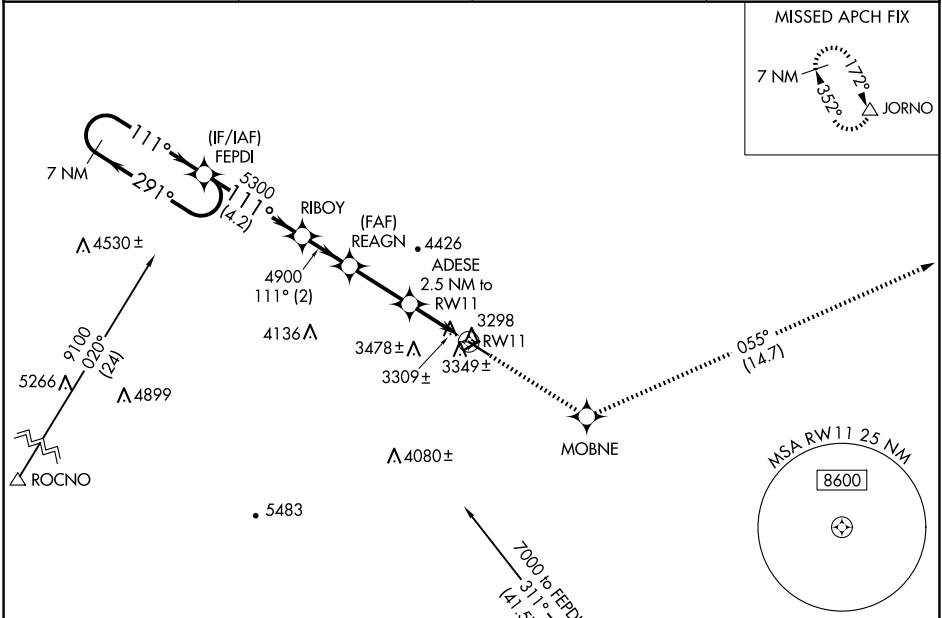 MISSED APCH FIX
7 NM
172°
352°
JORNO
111°
(IF/IAF)
FEPDI
7 NM
291°
5300
111°
(4.2)
RIBOY
(FAF)
REAGN
4426
4530 ±
4900
111° (2)
ADESE
2.5 NM to
RW11
4136
3298
RW11
3478 ±
3309 ±
3349 ±
9100
020°
(24)
055°
(14.7)
5266
4899
MOBNE
ROCNO
4080 ±
MSA RW11 25 NM
8600
5483
7000 to FEPDI
311°
(41.5)